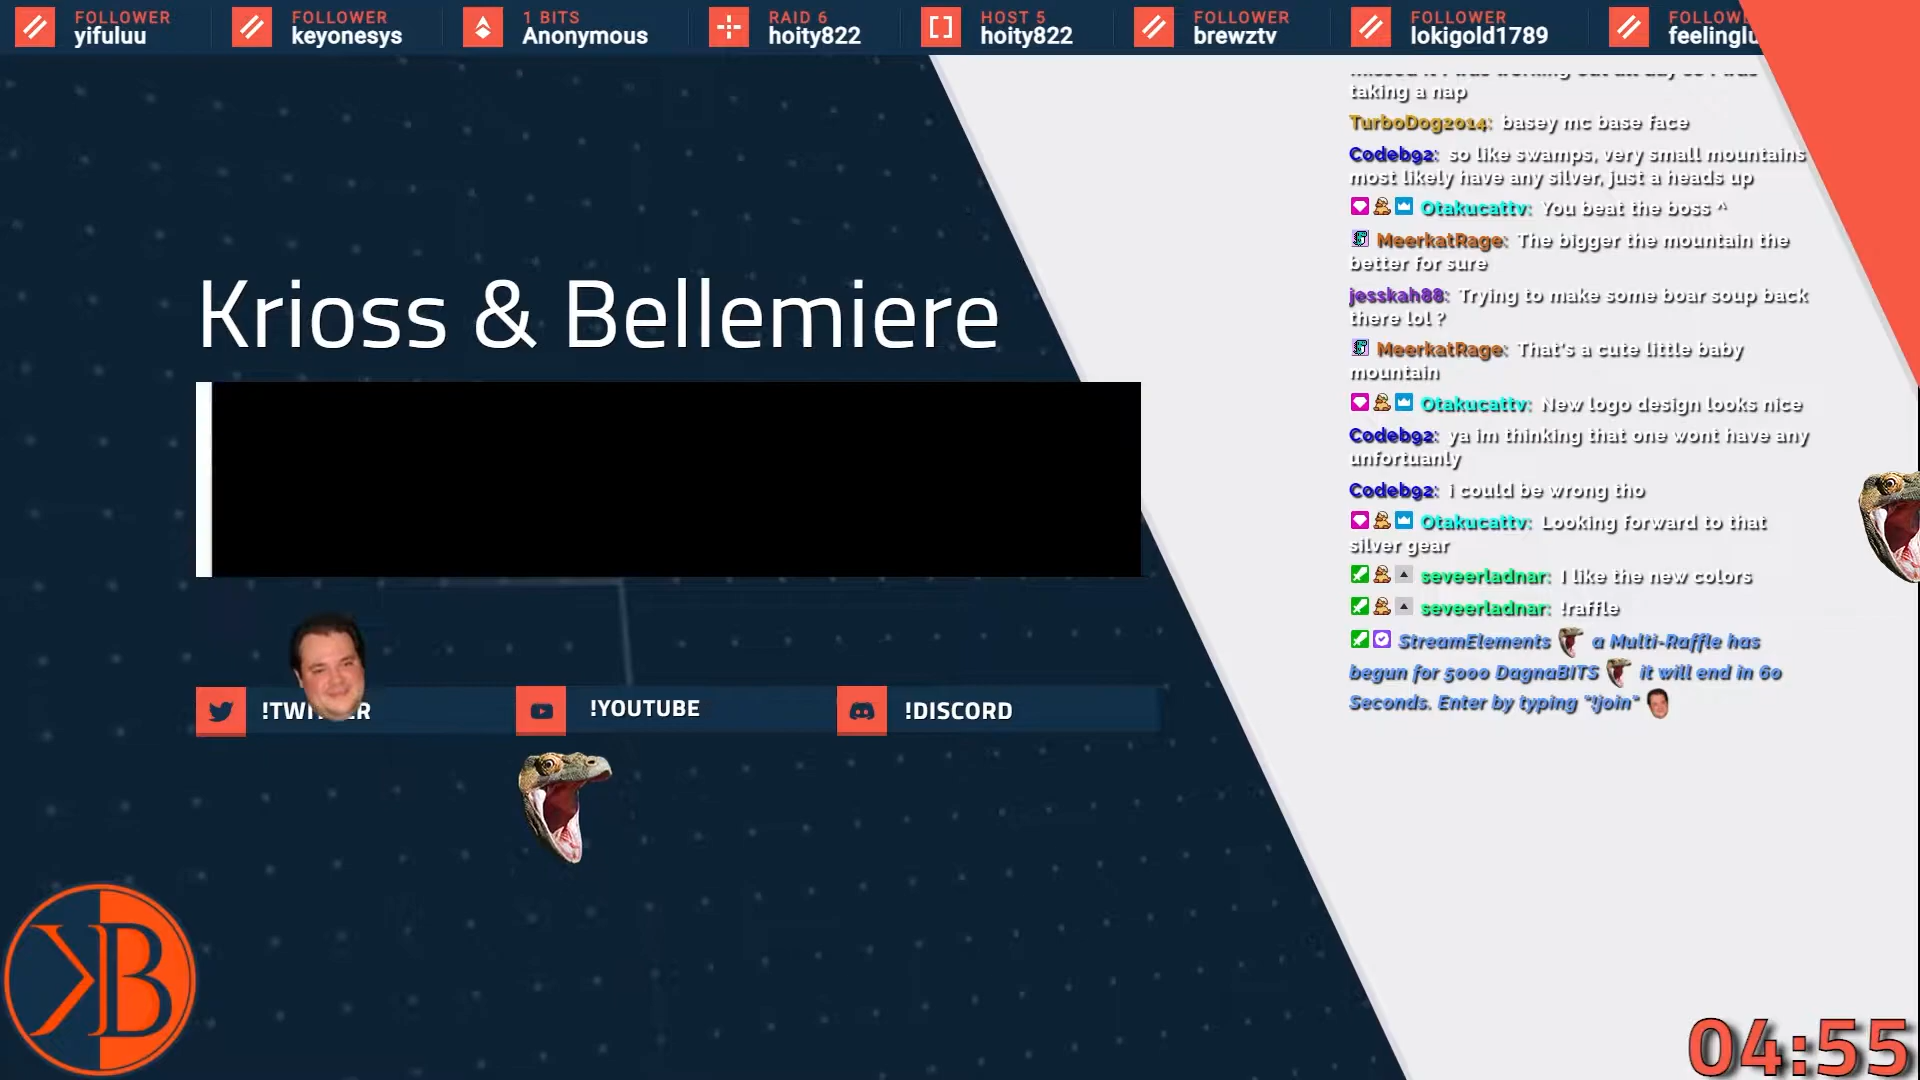 FOLLOWER
yifuluu
FOLLOWER
keyonesys
1 BITS
Anonymous
RAID 6
hoity822
HOST 5
hoity822
FOLLOWER
brewztv
FOLLOWER
lokigold1789
Krioss & Bellemiere
!YOUTUBE
!DISCORD
KB
taking a nap
TurboDog2014: basey mc base face
Codeb92: so like swamps, very small mountains
most likely have any silver, just a heads up
Otakucattv: You beat the boss ^
MeerkatRage: The bigger the mountain the
better for sure
jesskah88: Trying to make some boar soup back
there lol ?
MeerkatRage: That's a cute little baby
mountain
Otakucattv: New logo design looks nice
Codeb92: ya im thinking that one wont have any
unfortuanly
Codeb92: i could be wrong tho
Otakucattv: Looking forward to that
silver gear
seveerladnar: I like the new colors
seveerladnar: !raffle
StreamElements a Multi-Raffle has
begun for 5000 DagnaBITS it will end in 60
Seconds. Enter by typing "!join"
04:55